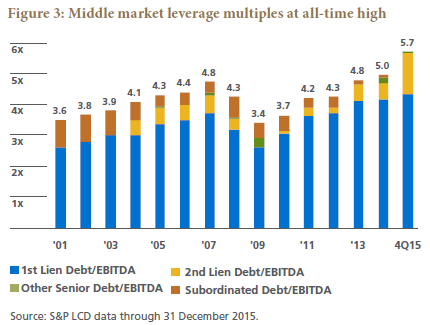 Figure 3: Middle market leverage multiples at all-time high
6x
5x
4x
3x
2x
1x
3.6 3.8 3.9 4.1 4.3 4.4 4.8 4.3 3.4 3.7 4.2 4.3 4.8 5.0 5.7
'01 '03 '05 '07 '09 '11 '13 4Q15
1st Lien Debt/EBITDA 2nd Lien Debt/EBITDA
Other Senior Debt/EBITDA Subordinated Debt/EBITDA
Source: S&P LCD data through 31 December 2015.